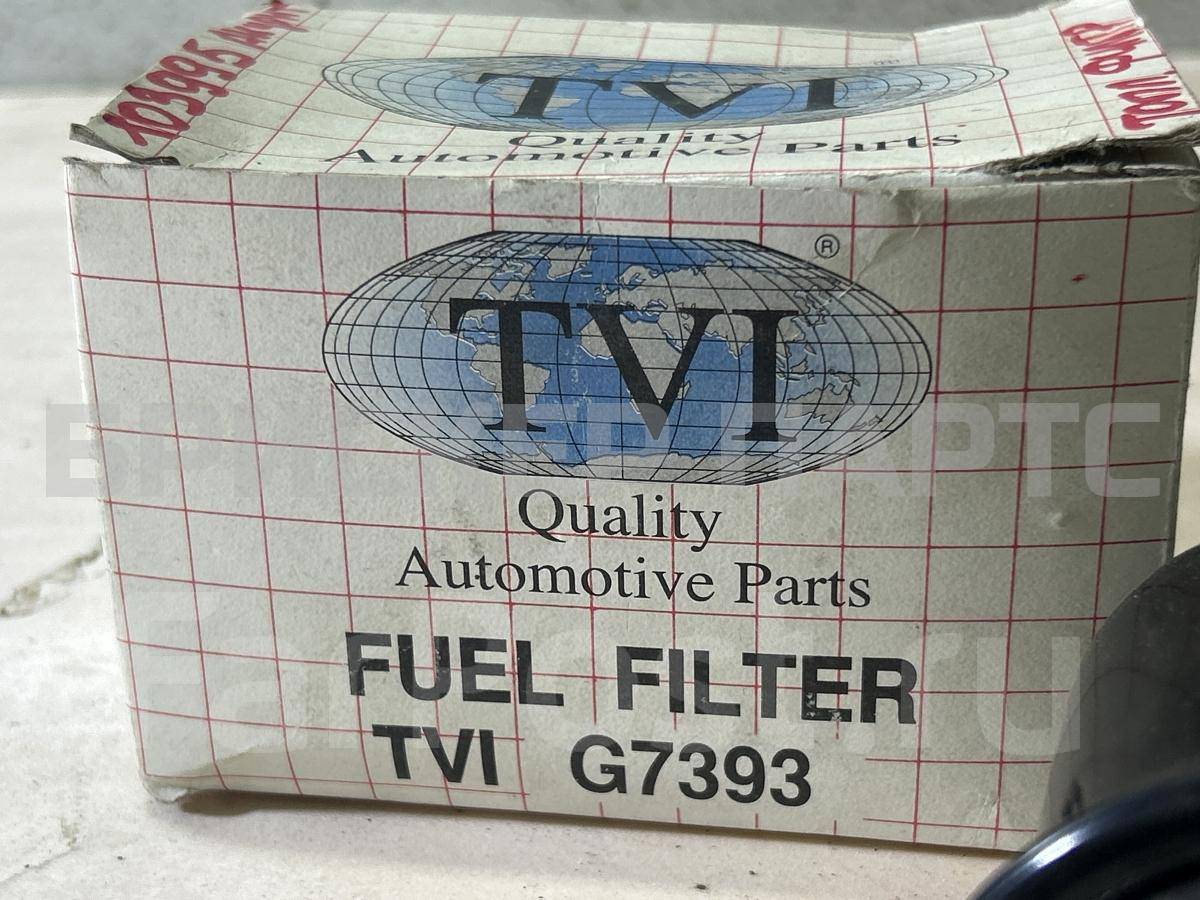 TVI
Quality
Automotive Parts
TVI ®
Quality
Automotive Parts
FUEL FILTER
TVI G7393